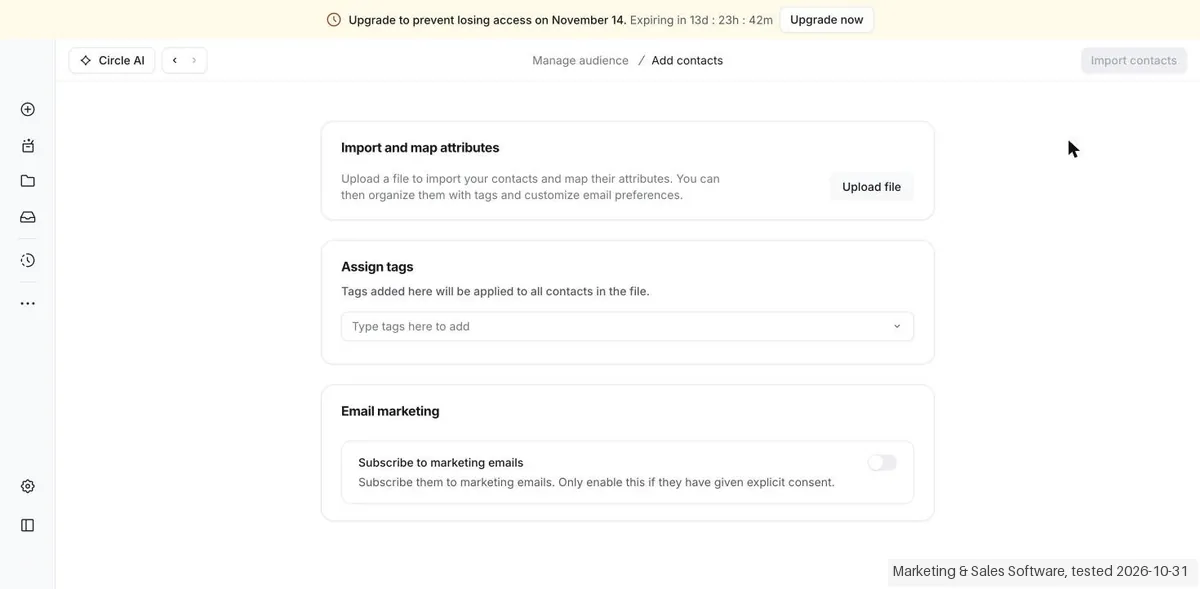 Upgrade to prevent losing access on November 14. Expiring in 13d : 23h : 42m Upgrade now
Circle AI
Manage audience / Add contacts
Import contacts
Import and map attributes
Upload a file to import your contacts and map their attributes. You can
then organize them with tags and customize email preferences.
Upload file
Assign tags
Tags added here will be applied to all contacts in the file.
Type tags here to add
Email marketing
Subscribe to marketing emails
Subscribe them to marketing emails. Only enable this if they have given explicit consent.
Marketing & Sales Software, tested 2026-10-31